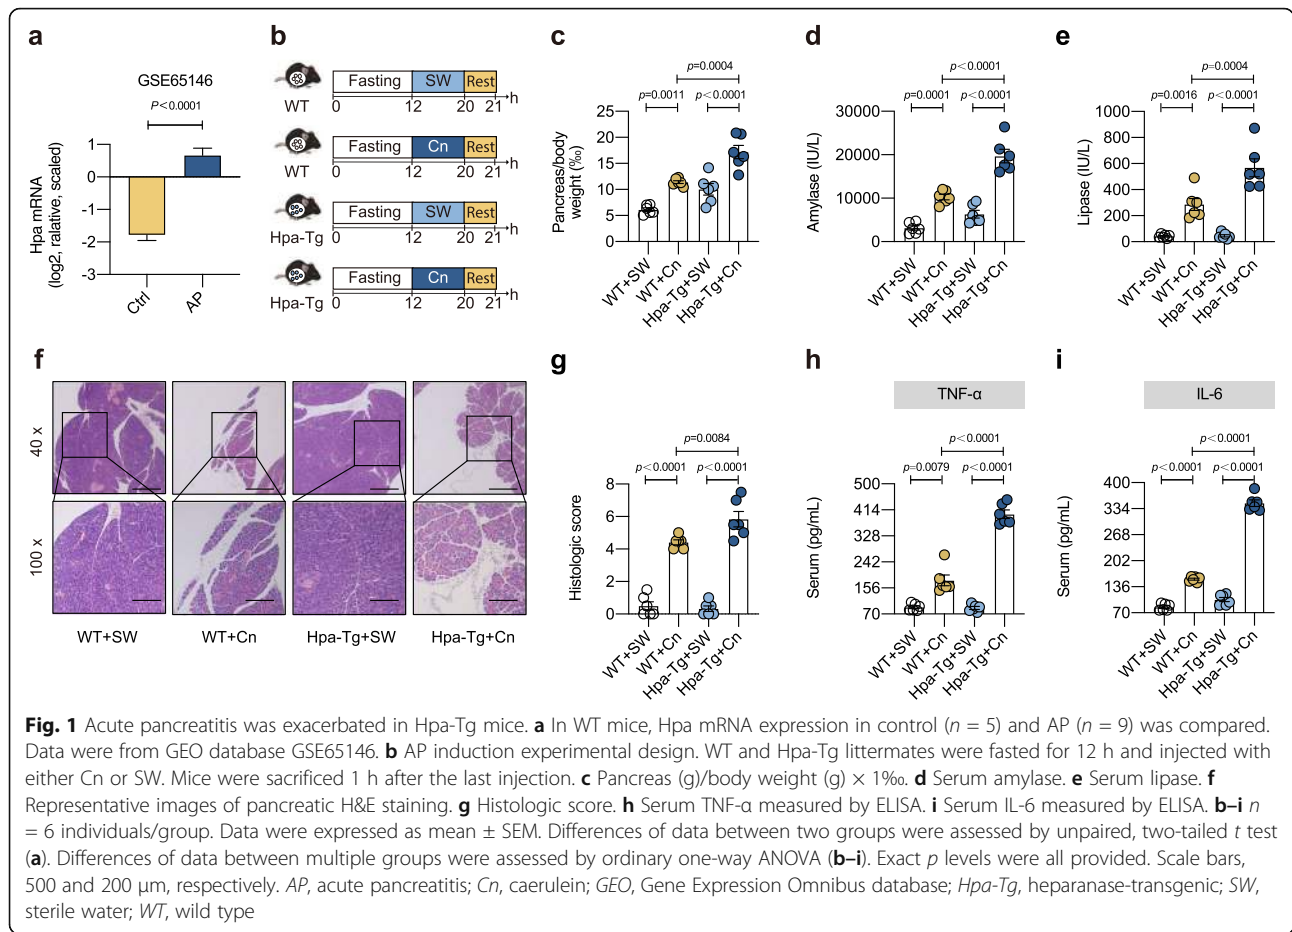 a
GSE65146
P<0.0001
Hpa mRNA
(log2, ralative, scaled)
1
0
-1
-2
-3
Ctrl
AP
b
WT
Fasting SW Rest
0 12 20 21 h
WT
Fasting Cn Rest
0 12 20 21 h
Hpa-Tg
Fasting SW Rest
0 12 20 21 h
Hpa-Tg
Fasting Cn Rest
0 12 20 21 h
c
p=0.0004
p=0.0011 p<0.0001
Pancreas/body
weight (‰)
25
20
15
10
5
0
WT+SW
WT+Cn
Hpa-Tg+SW
Hpa-Tg+Cn
d
p<0.0001
p=0.0001 p<0.0001
Amylase (IU/L)
30000
20000
10000
0
WT+SW
WT+Cn
Hpa-Tg+SW
Hpa-Tg+Cn
e
p=0.0004
p=0.0016 p<0.0001
Lipase (IU/L)
1000
800
600
400
200
0
WT+SW
WT+Cn
Hpa-Tg+SW
Hpa-Tg+Cn
f
40 x
100 x
WT+SW WT+Cn Hpa-Tg+SW Hpa-Tg+Cn
g
p=0.0084
p<0.0001 p<0.0001
Histologic score
8
6
4
2
0
WT+SW
WT+Cn
Hpa-Tg+SW
Hpa-Tg+Cn
h
TNF-α
p<0.0001
p=0.0079 p<0.0001
Serum (pg/mL)
500
414
328
242
156
70
WT+SW
WT+Cn
Hpa-Tg+SW
Hpa-Tg+Cn
i
IL-6
p<0.0001
p<0.0001 p<0.0001
Serum (pg/mL)
400
334
268
202
136
70
WT+SW
WT+Cn
Hpa-Tg+SW
Hpa-Tg+Cn
Fig. 1 Acute pancreatitis was exacerbated in Hpa-Tg mice. a In WT mice, Hpa mRNA expression in control (n = 5) and AP (n = 9) was compared.
Data were from GEO database GSE65146. b AP induction experimental design. WT and Hpa-Tg littermates were fasted for 12 h and injected with
either Cn or SW. Mice were sacrificed 1 h after the last injection. c Pancreas (g)/body weight (g) × 1‰. d Serum amylase. e Serum lipase. f
Representative images of pancreatic H&E staining. g Histologic score. h Serum TNF-α measured by ELISA. i Serum IL-6 measured by ELISA. b–i n
= 6 individuals/group. Data were expressed as mean ± SEM. Differences of data between two groups were assessed by unpaired, two-tailed t test
(a). Differences of data between multiple groups were assessed by ordinary one-way ANOVA (b–i). Exact p levels were all provided. Scale bars,
500 and 200 μm, respectively. AP, acute pancreatitis; Cn, caerulein; GEO, Gene Expression Omnibus database; Hpa-Tg, heparanase-transgenic; SW,
sterile water; WT, wild type